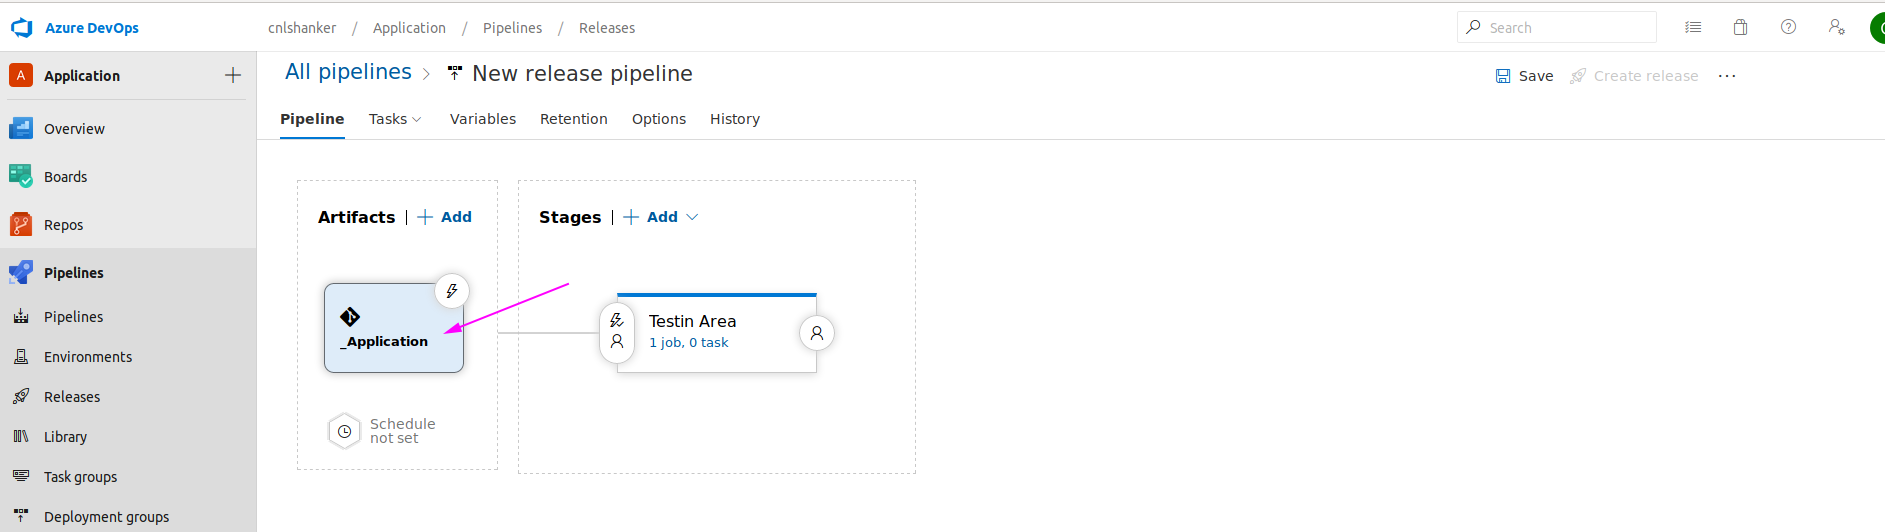 Azure DevOps
cnlshanker / Application / Pipelines / Releases
Search
A Application
All pipelines > New release pipeline
Save Create release ...
Overview
Pipeline Tasks Variables Retention Options History
Boards
Repos
Artifacts | + Add
Stages | + Add
Pipelines
_Application
Testin Area
1 job, 0 task
Schedule
not set
Pipelines
Environments
Releases
Library
Task groups
Deployment groups